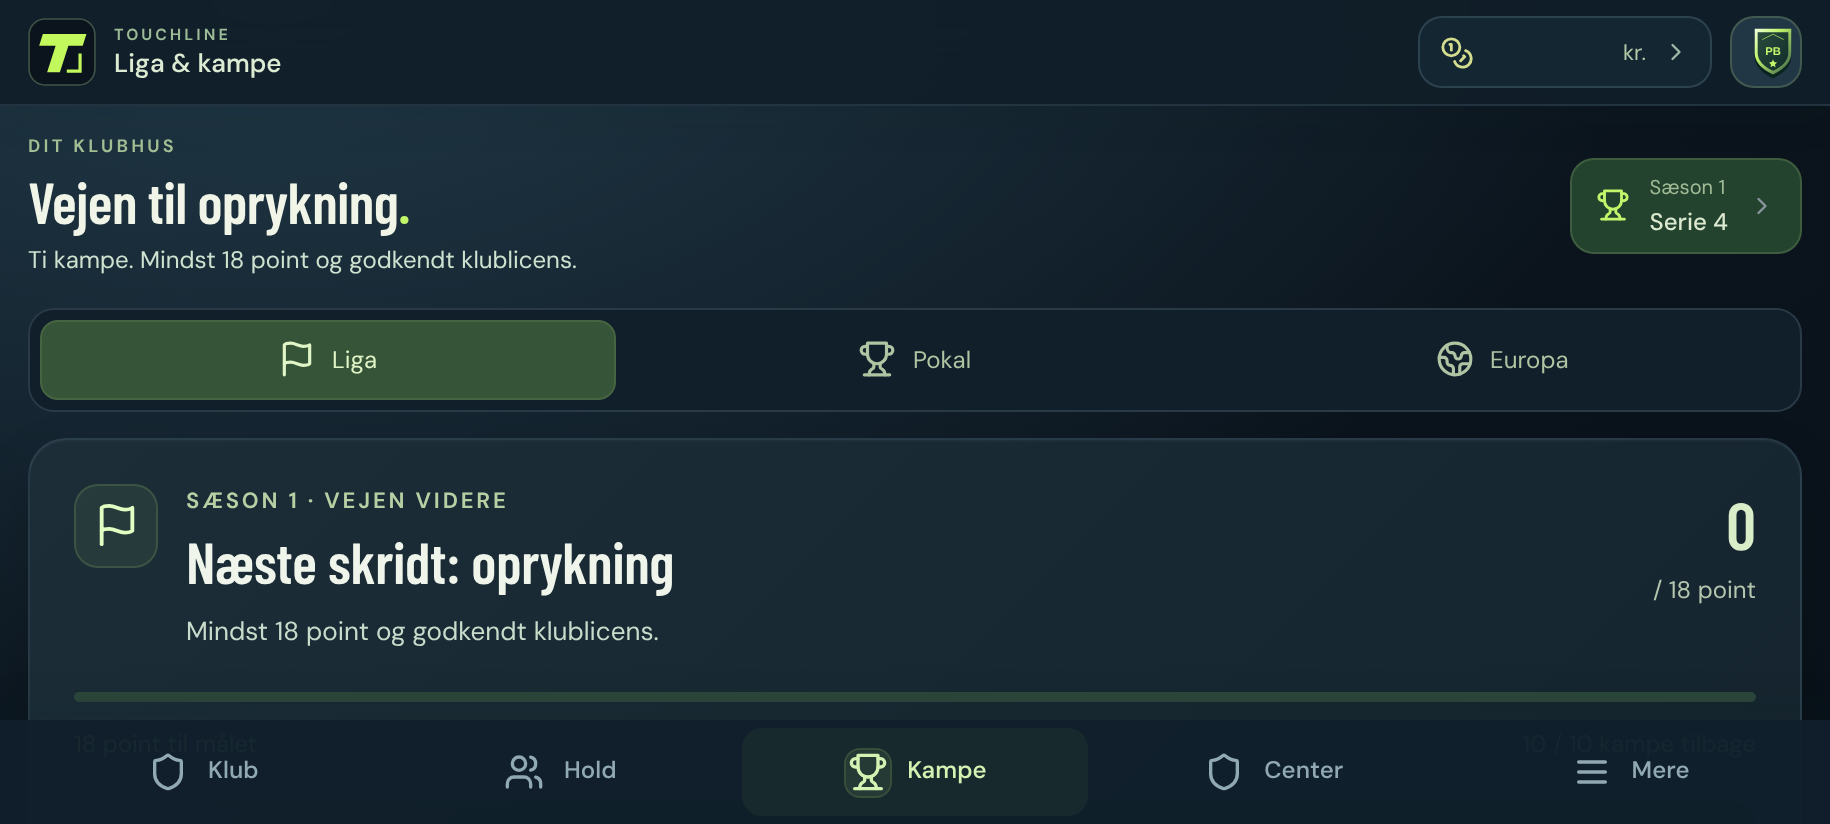 TOUCHLINE
Liga & kampe
kr.
PB
DIT KLUBHUS
Vejen til oprykning.
Ti kampe. Mindst 18 point og godkendt klublicens.
Sæson 1
Serie 4
Liga
Pokal
Europa
SÆSON 1 · VEJEN VIDERE
Næste skridt: oprykning
Mindst 18 point og godkendt klublicens.
0
/ 18 point
18 point til målet
10 / 10 kampe tilbage
Klub
Hold
Kampe
Center
Mere